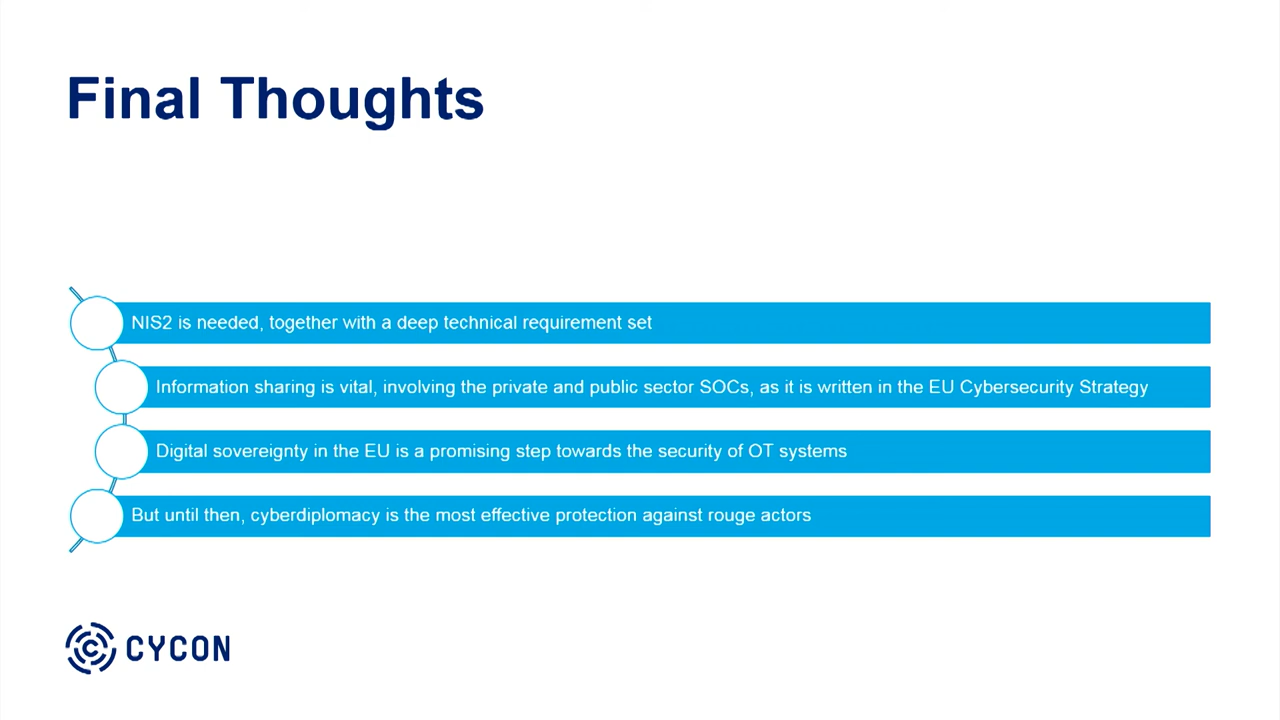 Final Thoughts
NIS2 is needed, together with a deep technical requirement set
Information sharing is vital, involving the private and public sector SOCs, as it is written in the EU Cybersecurity Strategy
Digital sovereignty in the EU is a promising step towards the security of OT systems
But until then, cyberdiplomacy is the most effective protection against rouge actors
CYCON